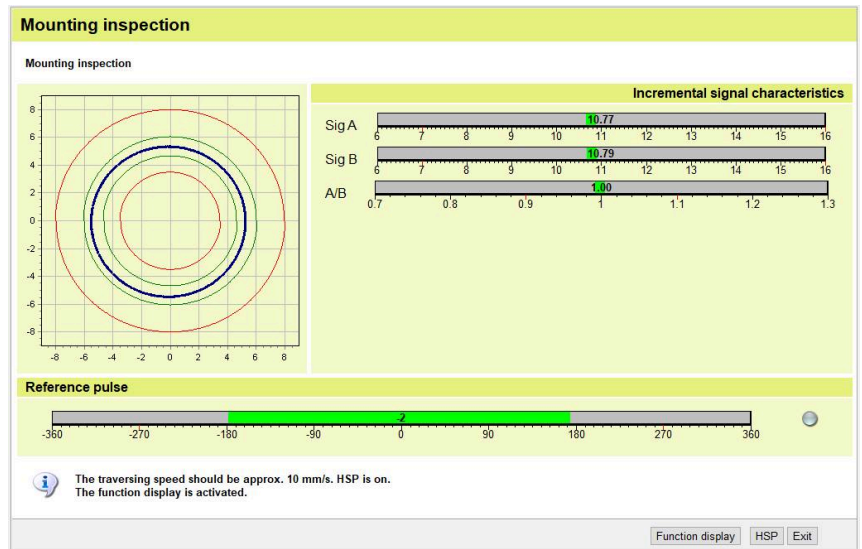 Mounting inspection
Mounting inspection
Incremental signal characteristics
8
6
4
2
0
-2
-4
-6
-8
-8 -6 -4 -2 0 2 4 6 8
Sig A
10.77
6 7 8 9 10 11 12 13 14 15 16
Sig B
10.79
6 7 8 9 10 11 12 13 14 15 16
A/B
1.00
0.7 0.8 0.9 1 1.1 1.2 1.3
Reference pulse
-2
-360 -270 -180 -90 0 90 180 270 360
The traversing speed should be approx. 10 mm/s. HSP is on.
The function display is activated.
Function display HSP Exit